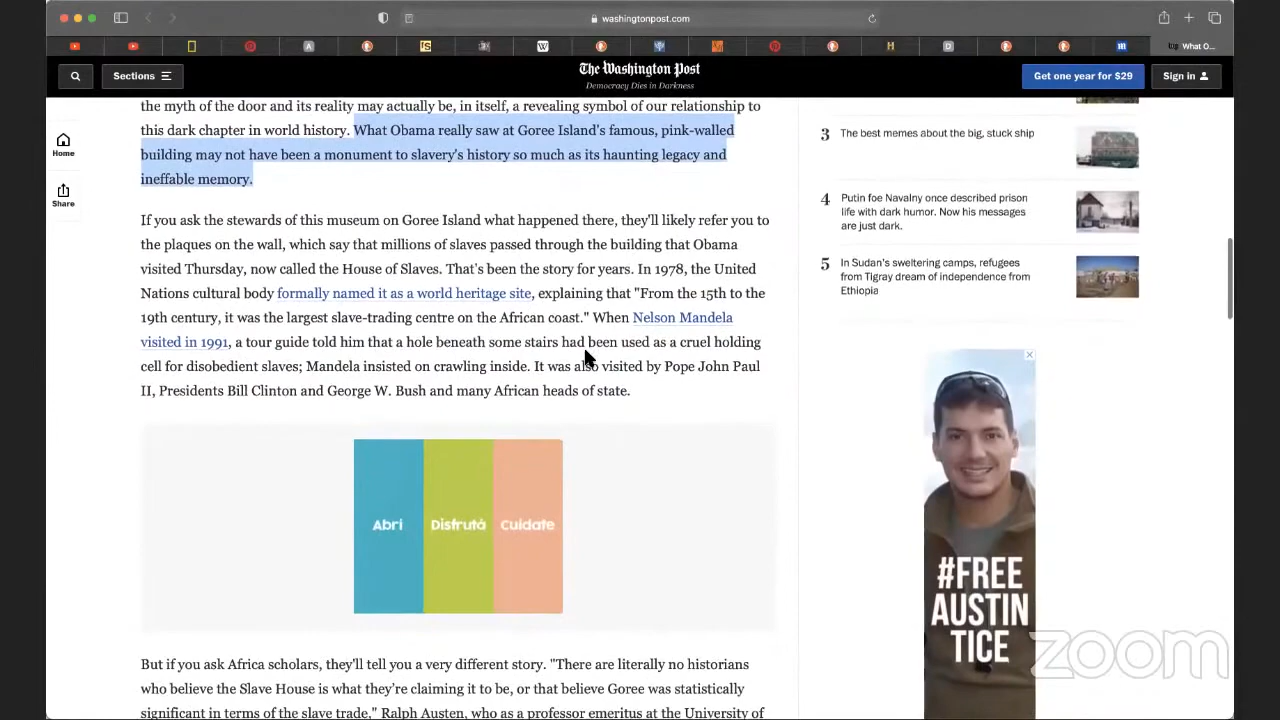 washingtonpost.com
What O...
Sections
The Washington Post
Democracy Dies in Darkness
Get one year for $29
Sign in
Home
Share
the myth of the door and its reality may actually be, in itself, a revealing symbol of our relationship to
this dark chapter in world history. What Obama really saw at Goree Island's famous, pink-walled
building may not have been a monument to slavery's history so much as its haunting legacy and
ineffable memory.
If you ask the stewards of this museum on Goree Island what happened there, they'll likely refer you to
the plaques on the wall, which say that millions of slaves passed through the building that Obama
visited Thursday, now called the House of Slaves. That's been the story for years. In 1978, the United
Nations cultural body formally named it as a world heritage site, explaining that "From the 15th to the
19th century, it was the largest slave-trading centre on the African coast." When Nelson Mandela
visited in 1991, a tour guide told him that a hole beneath some stairs had been used as a cruel holding
cell for disobedient slaves; Mandela insisted on crawling inside. It was also visited by Pope John Paul
II, Presidents Bill Clinton and George W. Bush and many African heads of state.
Abrí
Disfrutá
Cuidate
But if you ask Africa scholars, they'll tell you a very different story. "There are literally no historians
who believe the Slave House is what they're claiming it to be, or that believe Goree was statistically
significant in terms of the slave trade," Ralph Austen, who as a professor emeritus at the University of
3 The best memes about the big, stuck ship
4 Putin foe Navalny once described prison
life with dark humor. Now his messages
are just dark.
5 In Sudan's sweltering camps, refugees
from Tigray dream of independence from
Ethiopia
#FREE
AUSTIN
TICE
zoom